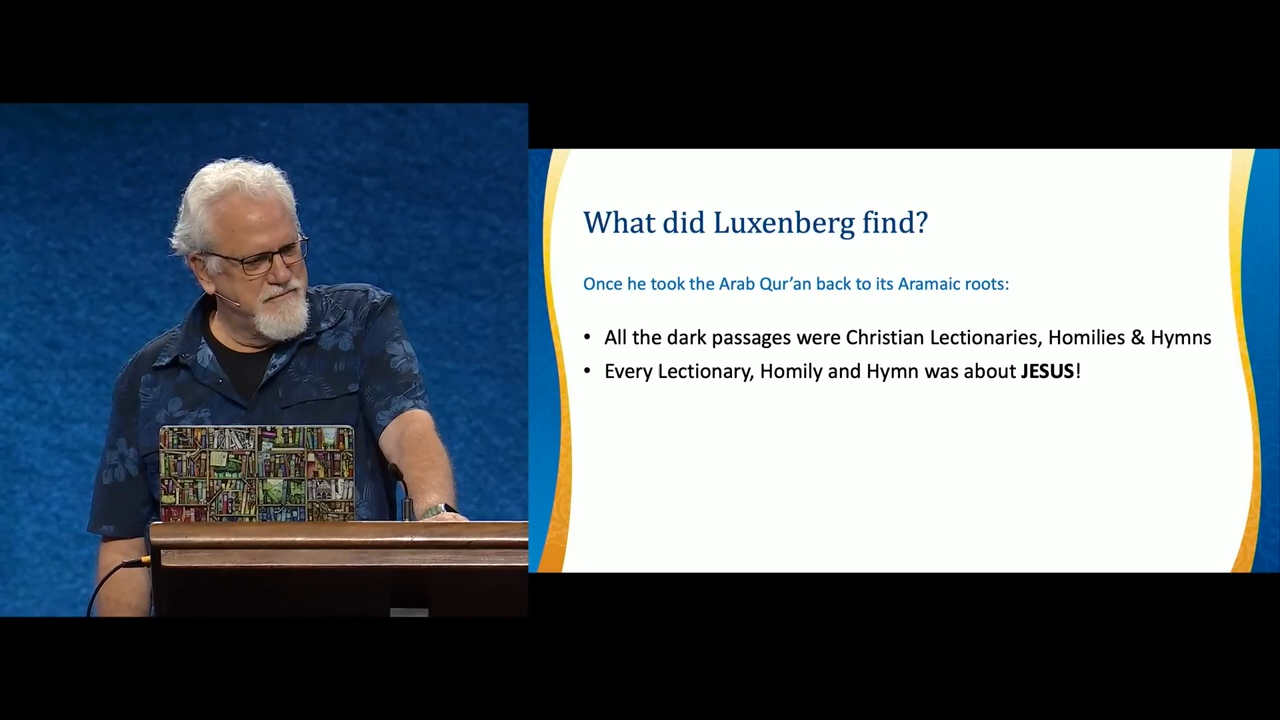 What did Luxenberg find?
Once he took the Arab Qur’an back to its Aramaic roots:
• All the dark passages were Christian Lectionaries, Homilies & Hymns
• Every Lectionary, Homily and Hymn was about JESUS!